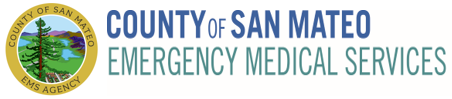 COUNTY OF SAN MATEO
EMS AGENCY
COUNTY OF SAN MATEO
EMERGENCY MEDICAL SERVICES